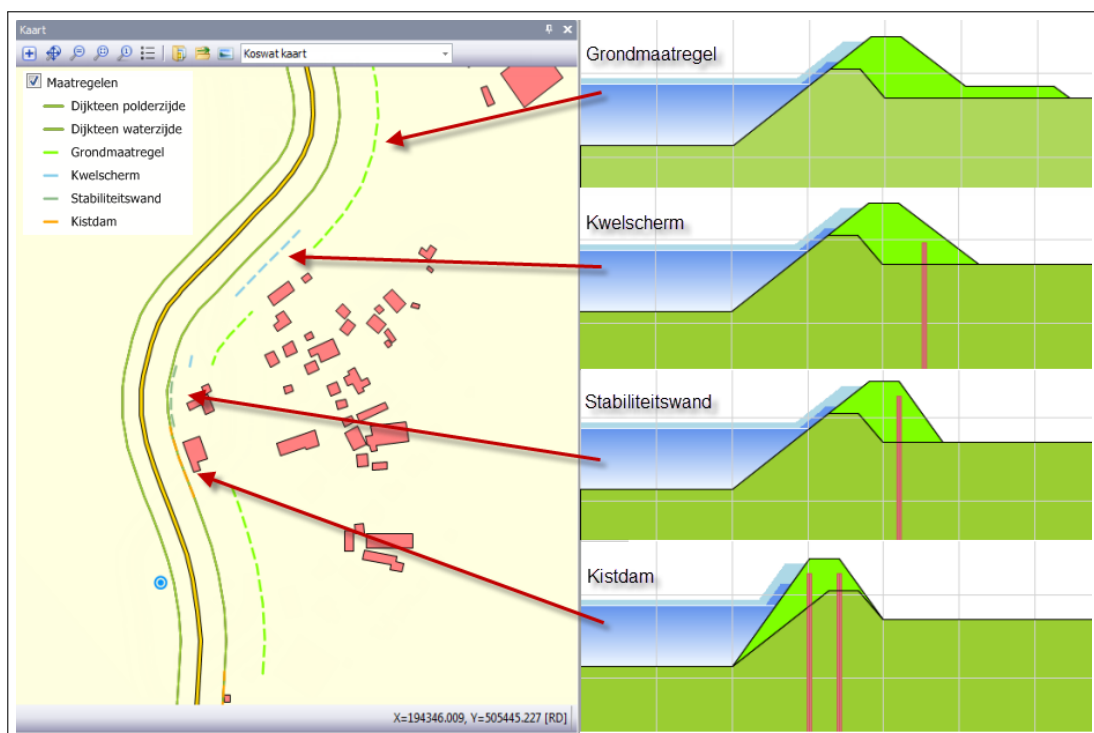 Kaart
Koswat kaart
Maatregelen
Dijkteen polderzijde
Dijkteen waterzijde
Grondmaatregel
Kwelscherm
Stabiliteitswand
Kistdam
X=194346.009, Y=505445.227 [RD]
Grondmaatregel
Kwelscherm
Stabiliteitswand
Kistdam